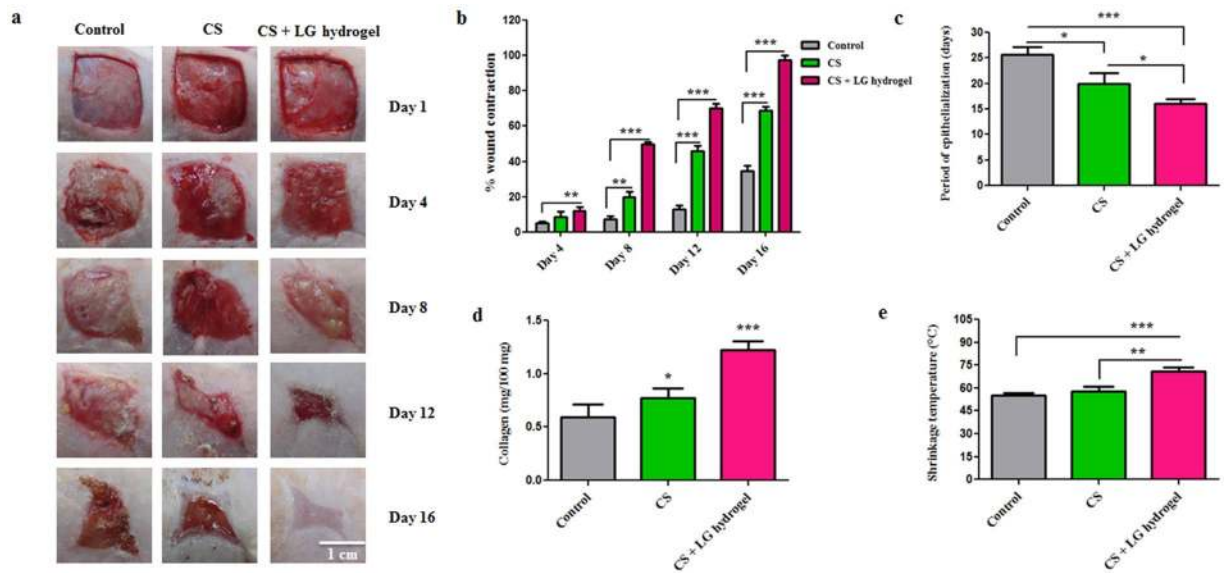 a
Control CS CS + LG hydrogel
Day 1
Day 4
Day 8
Day 12
Day 16
1 cm
b
% wound contraction
100
80
60
40
20
0
** ** *** *** *** *** ***
Day 4 Day 8 Day 12 Day 16
Control
CS
CS + LG hydrogel
c
Period of epithelialization (days)
30
25
20
15
10
5
0
***
* *
Control CS CS + LG hydrogel
d
Collagen (mg/100 mg)
1.5
1.0
0.5
0.0
* ***
Control CS CS + LG hydrogel
e
Shrinkage temperature (°C)
105
90
75
60
45
30
15
0
***
**
Control CS CS + LG hydrogel